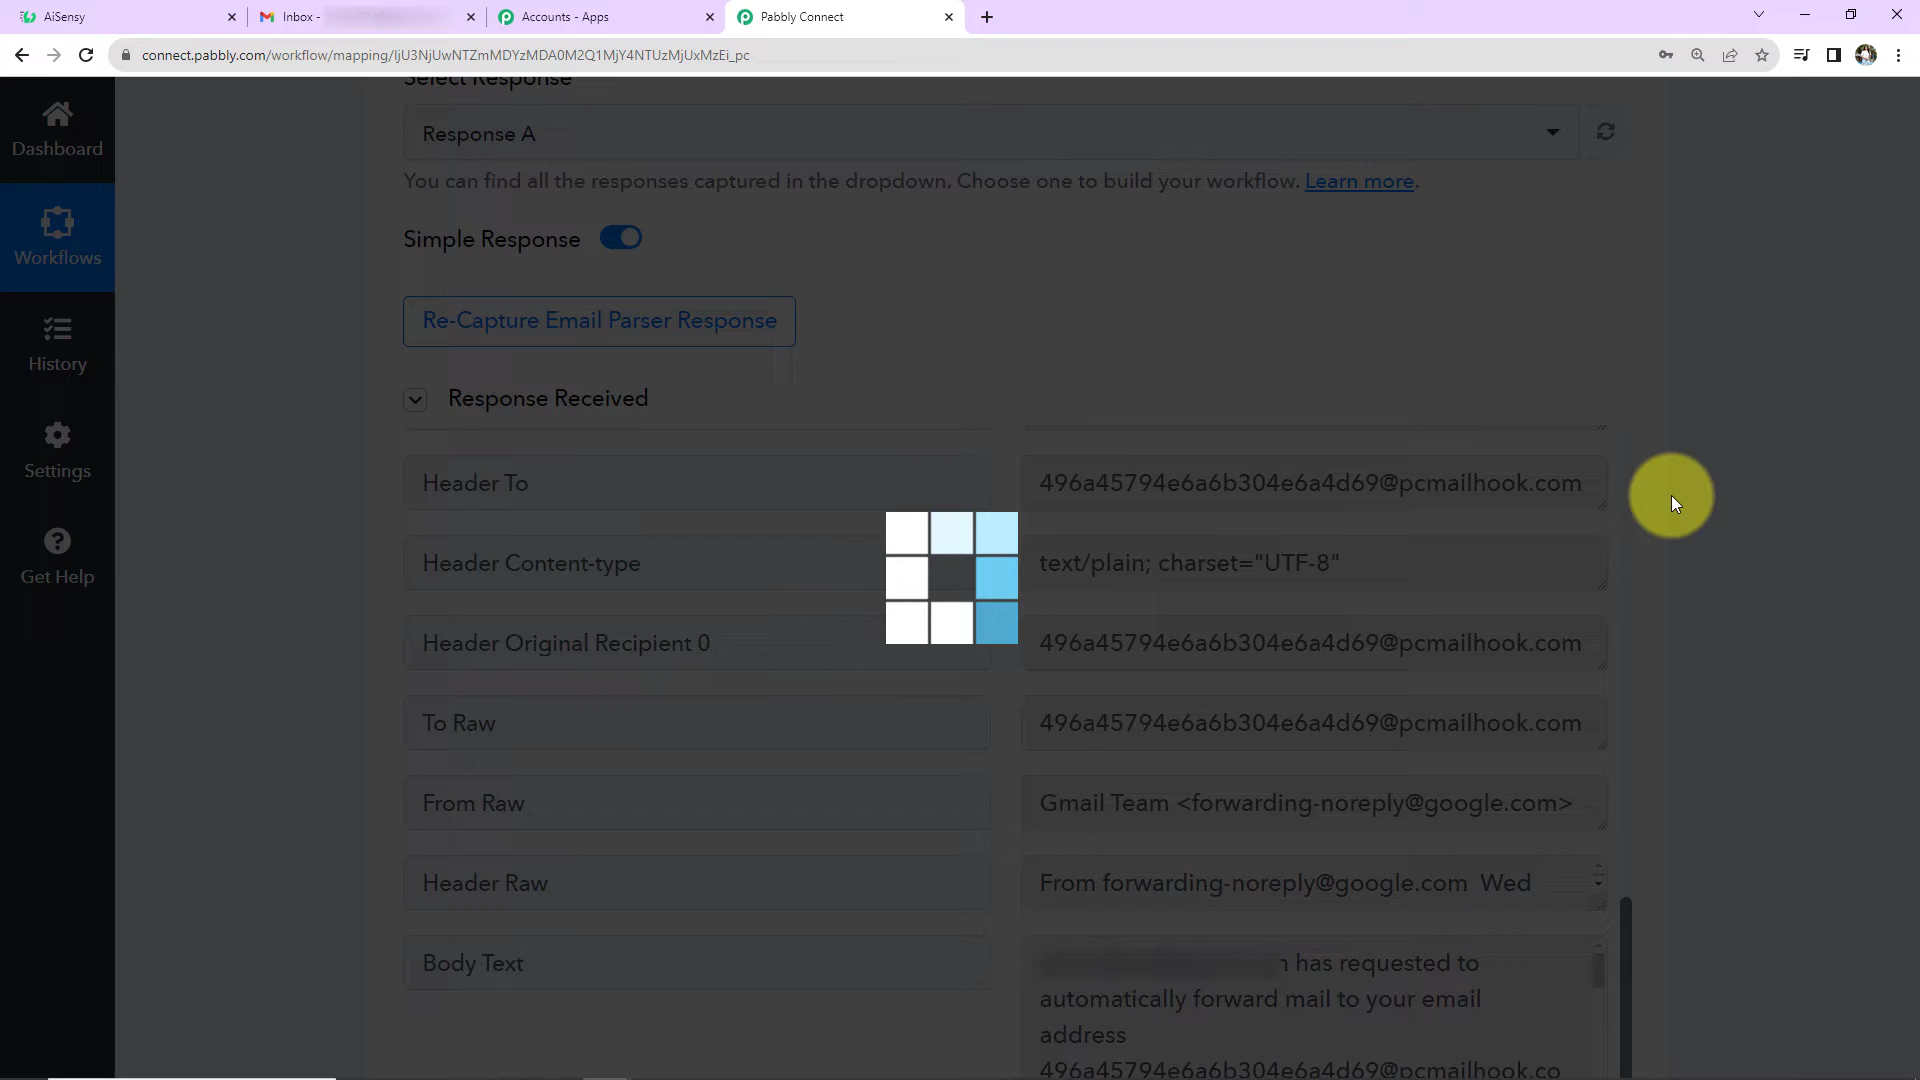 AiSensy
Inbox -
Accounts - Apps
Pabbly Connect
connect.pabbly.com/workflow/mapping/IjU3NjUwNTZmMDYzMDA0M2Q1MjY4NTUzMjUxMzEi_pc
Select Response
Response A
You can find all the responses captured in the dropdown. Choose one to build your workflow. Learn more.
Simple Response
Re-Capture Email Parser Response
Response Received
Header To
496a45794e6a6b304e6a4d69@pcmailhook.com
Header Content-type
text/plain; charset="UTF-8"
Header Original Recipient 0
496a45794e6a6b304e6a4d69@pcmailhook.com
To Raw
496a45794e6a6b304e6a4d69@pcmailhook.com
From Raw
Gmail Team <forwarding-noreply@google.com>
Header Raw
From forwarding-noreply@google.com Wed
Body Text
has requested to
automatically forward mail to your email
address
496a45794e6a6b304e6a4d69@pcmailhook.co
Dashboard
Workflows
History
Settings
Get Help